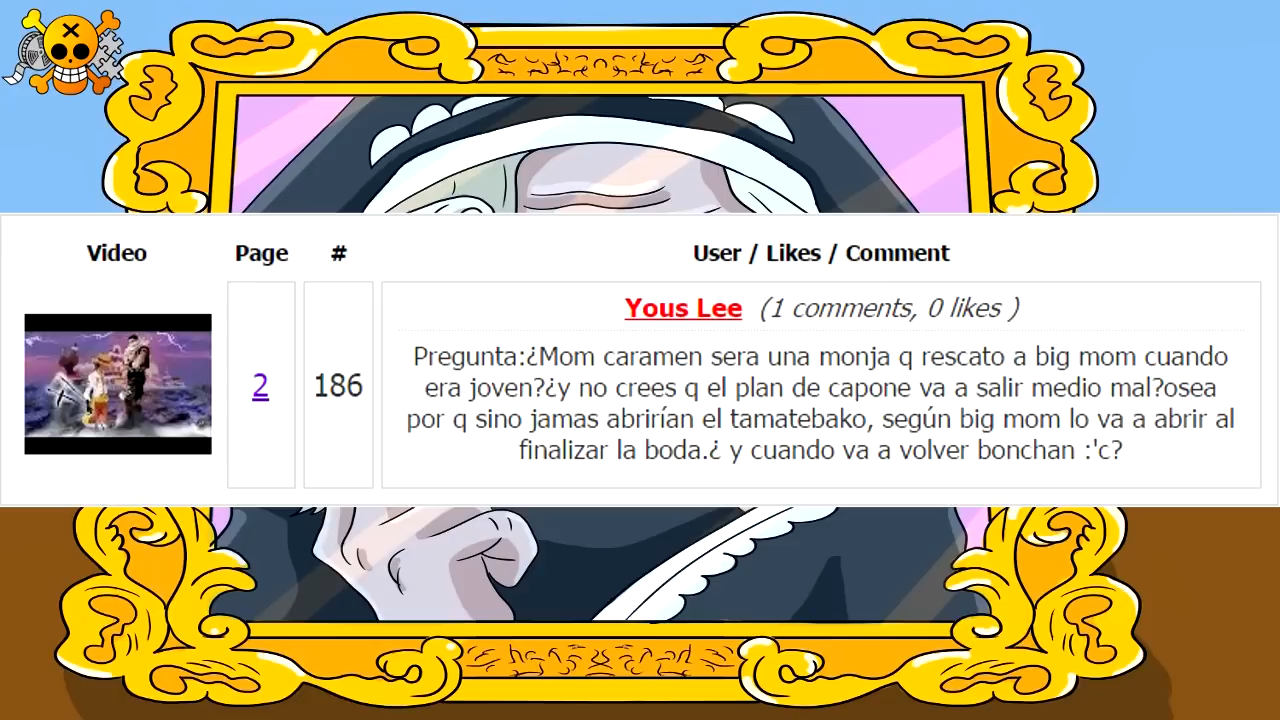 Video Page # User / Likes / Comment
Yous Lee (1 comments, 0 likes )
2 186
Pregunta:¿Mom caramen sera una monja q rescato a big mom cuando
era joven?¿y no crees q el plan de capone va a salir medio mal?osea
por q sino jamas abrirían el tamatebako, según big mom lo va a abrir al
finalizar la boda.¿ y cuando va a volver bonchan :'c?